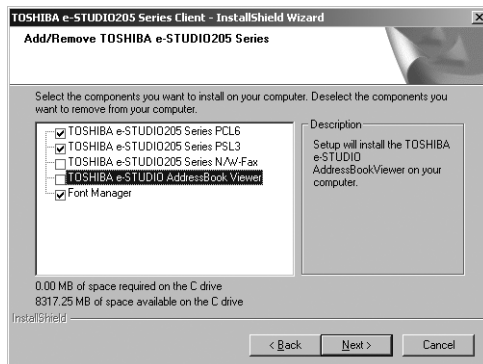 TOSHIBA e-STUDIO205 Series Client - InstallShield Wizard
Add/Remove TOSHIBA e-STUDIO205 Series
Select the components you want to install on your computer. Deselect the components you
want to remove from your computer.
TOSHIBA e-STUDIO205 Series PCL6
TOSHIBA e-STUDIO205 Series PSL3
TOSHIBA e-STUDIO205 Series N/W-Fax
TOSHIBA e-STUDIO AddressBook Viewer
Font Manager
Description
Setup will install the TOSHIBA
e-STUDIO
AddressBookViewer on your
computer.
0.00 MB of space required on the C drive
8317.25 MB of space available on the C drive
InstallShield
< Back
Next >
Cancel